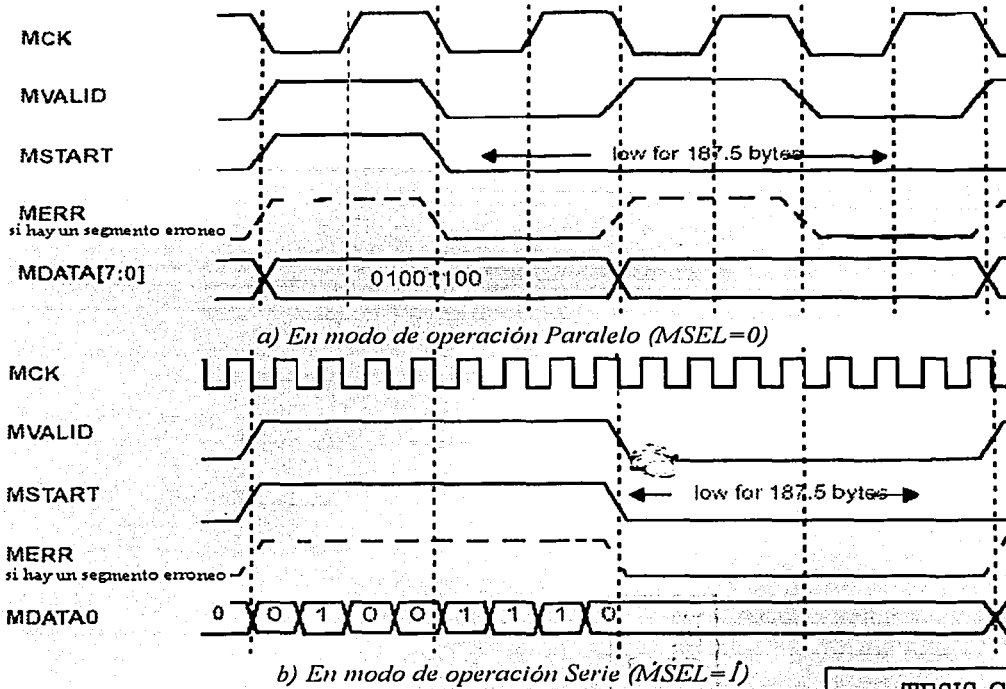 MCK
MVALID
MSTART
low for 187.5 bytes
MERR
si hay un segmento erroneo
MDATA[7:0]
01001100
a) En modo de operación Paralelo (MSEL=0)
MCK
MVALID
MSTART
low for 187.5 bytes
MERR
si hay un segmento erroneo
MDATA0
0 0 1 0 0 1 1 1 0
b) En modo de operación Serie (MSEL=1)
TESIS